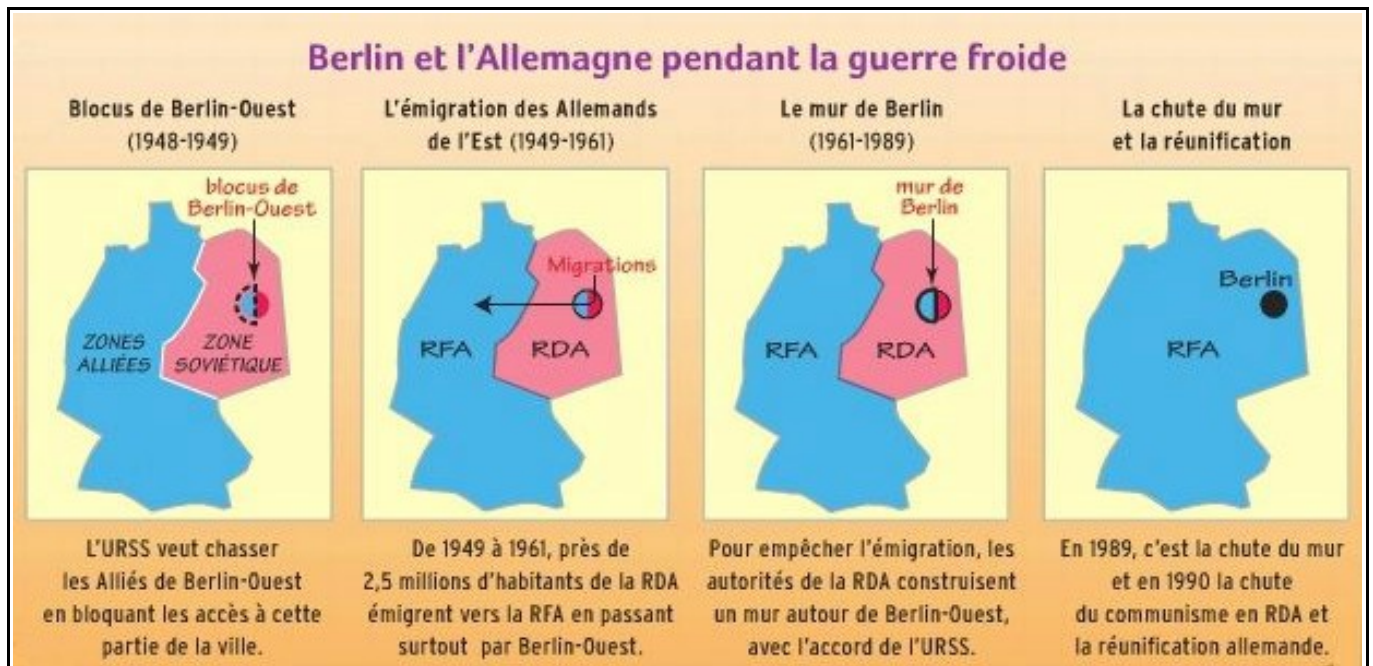 Berlin et l'Allemagne pendant la guerre froide
Blocus de Berlin-Ouest
(1948-1949)
blocus de
Berlin-Ouest
ZONES
ALLIÉES
ZONE
SOVIÉTIQUE
L'URSS veut chasser
les Alliés de Berlin-Ouest
en bloquant les accès à cette
partie de la ville.
L'émigration des Allemands
de l'Est (1949-1961)
Migrations
RFA
RDA
De 1949 à 1961, près de
2,5 millions d'habitants de la RDA
émigrent vers la RFA en passant
surtout par Berlin-Ouest.
Le mur de Berlin
(1961-1989)
mur de
Berlin
RFA
RDA
Pour empêcher l'émigration, les
autorités de la RDA construisent
un mur autour de Berlin-Ouest,
avec l'accord de l'URSS.
La chute du mur
et la réunification
Berlin
RFA
En 1989, c'est la chute du mur
et en 1990 la chute
du communisme en RDA et
la réunification allemande.